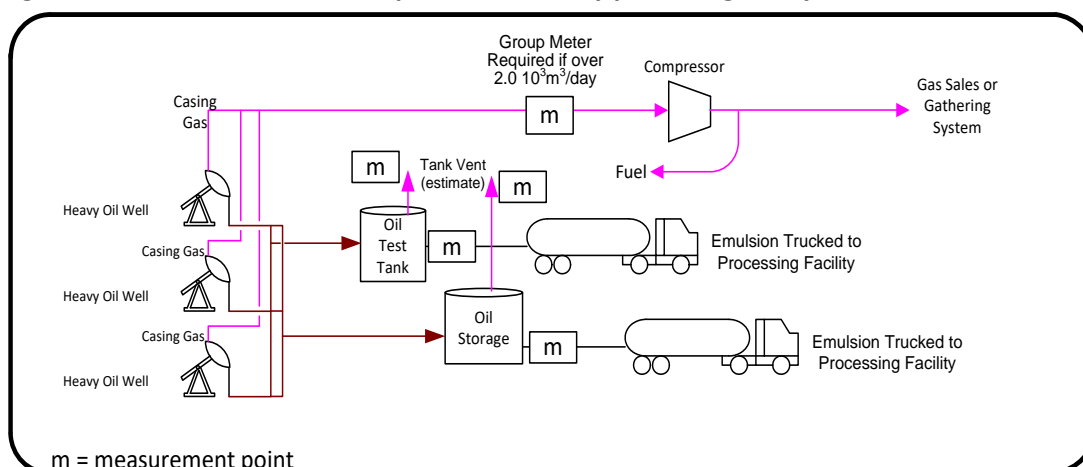 Group Meter
Required if over
2.0 10³m³/day
Compressor
Gas Sales or
Gathering
System
Casing
Gas
m
Fuel
m
Tank Vent
(estimate)
m
Heavy Oil Well
Oil
Test
Tank
m
Emulsion Trucked to
Processing Facility
Casing Gas
Heavy Oil Well
Oil
Storage
m
Casing Gas
Emulsion Trucked to
Processing Facility
Heavy Oil Well
m = measurement point